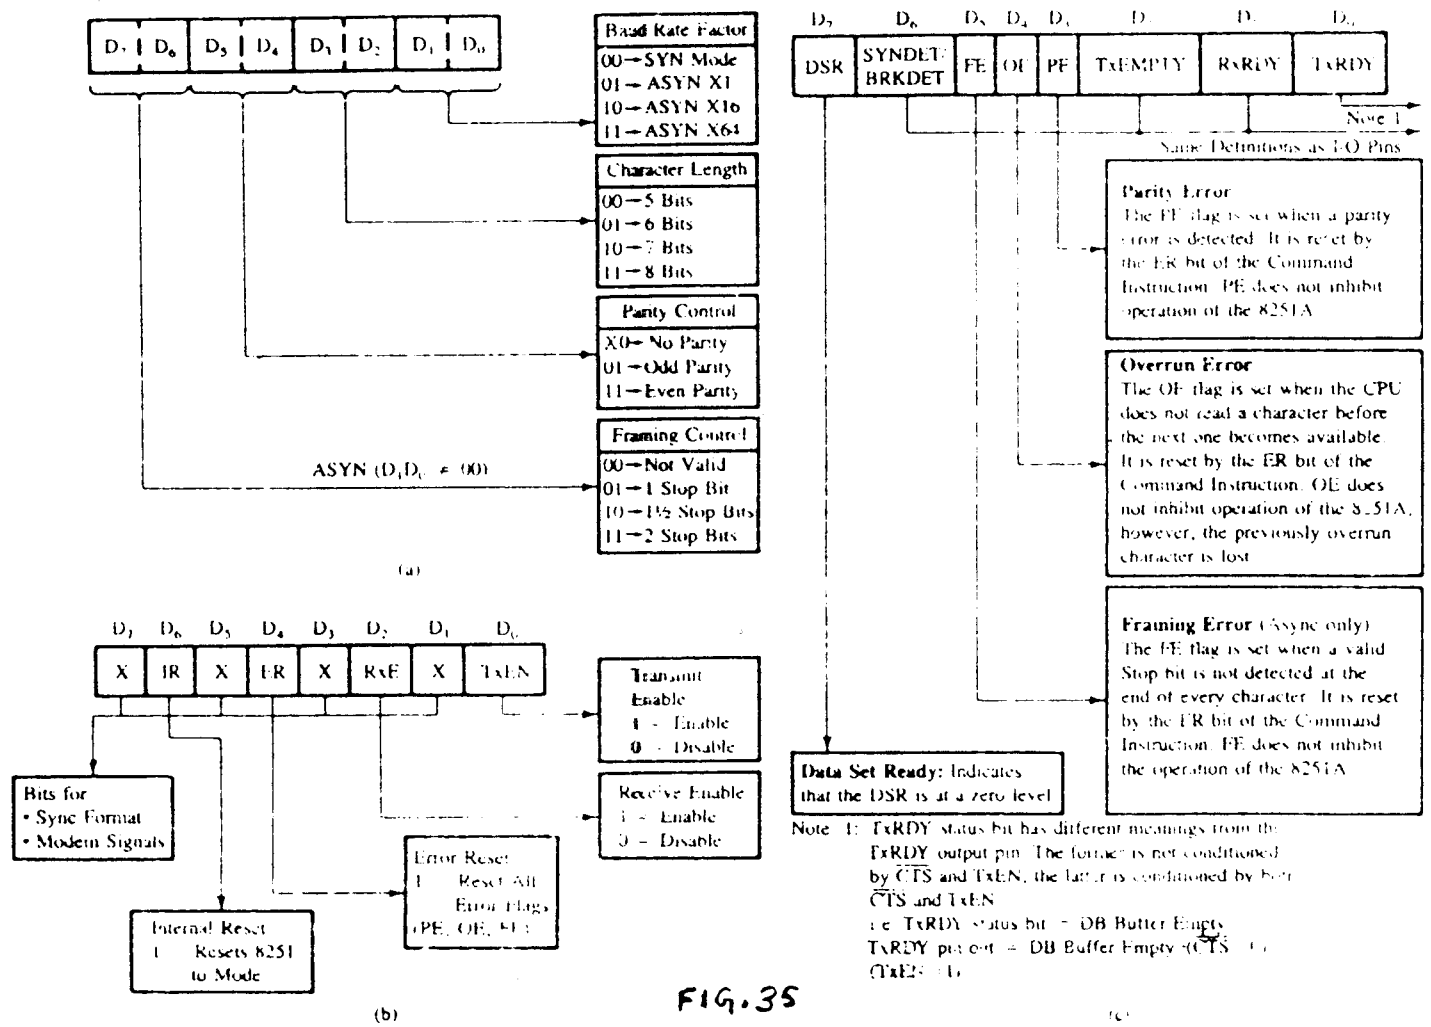 D₇ D₆ D₅ D₄ D₃ D₂ D₁ D₀
Baud Rate Factor
00→SYN Mode
01→ASYN X1
10→ASYN X16
11→ASYN X64
Character Length
00→5 Bits
01→6 Bits
10→7 Bits
11→8 Bits
Parity Control
X0→No Parity
01→Odd Parity
11→Even Parity
Framing Control
00→Not Valid
01→1 Stop Bit
10→1½ Stop Bits
11→2 Stop Bits
ASYN (D₁D₀ ≠ 00)
(a)
D₇ D₆ D₅ D₄ D₃ D₂ D₁ D₀
X IR X ER X RxE X TxEN
Transmit
Enable
1 - Enable
0 - Disable
Receive Enable
1 - Enable
0 - Disable
Bits for
• Sync Format
• Modem Signals
Error Reset
1 Reset All
Error Flags
(PE, OE, FE)
Internal Reset
1 Resets 8251
to Mode
(b)
D₇ D₆ D₅ D₄ D₃
DSR SYNDET/ FE OE PE TxEMPTY RxRDY TxRDY
BRKDET
Note 1
Same Definitions as I-O Pins
Parity Error
The PE flag is set when a parity
error is detected. It is reset by
the ER bit of the Command
Instruction. PE does not inhibit
operation of the 8251A
Overrun Error
The OE flag is set when the CPU
does not read a character before
the next one becomes available.
It is reset by the ER bit of the
Command Instruction. OE does
not inhibit operation of the 8251A,
however, the previously overrun
character is lost
Framing Error (Async only)
The FE flag is set when a valid
Stop bit is not detected at the
end of every character. It is reset
by the ER bit of the Command
Instruction. FE does not inhibit
the operation of the 8251A
Data Set Ready: Indicates
that the DSR is at a zero level
Note 1: TxRDY status bit has different meanings from the
TxRDY output pin. The former is not conditioned
by CTS and TxEN, the latter is conditioned by both
CTS and TxEN
i.e. TxRDY status bit = DB Buffer Empty
TxRDY pin out = DB Buffer Empty (CTS
(TxEN 1)
(c)
FIG. 35